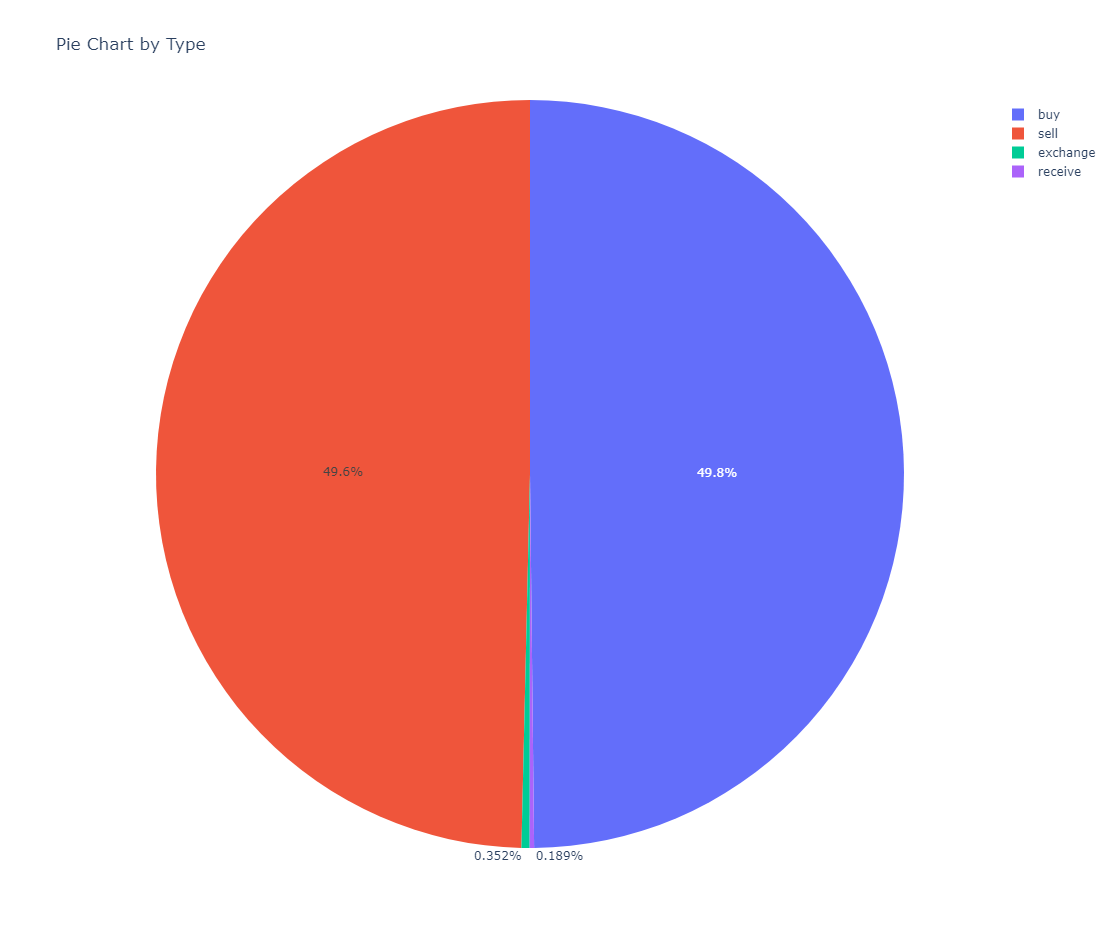 Pie Chart by Type
buy
sell
exchange
receive
49.6%
49.8%
0.352%
0.189%